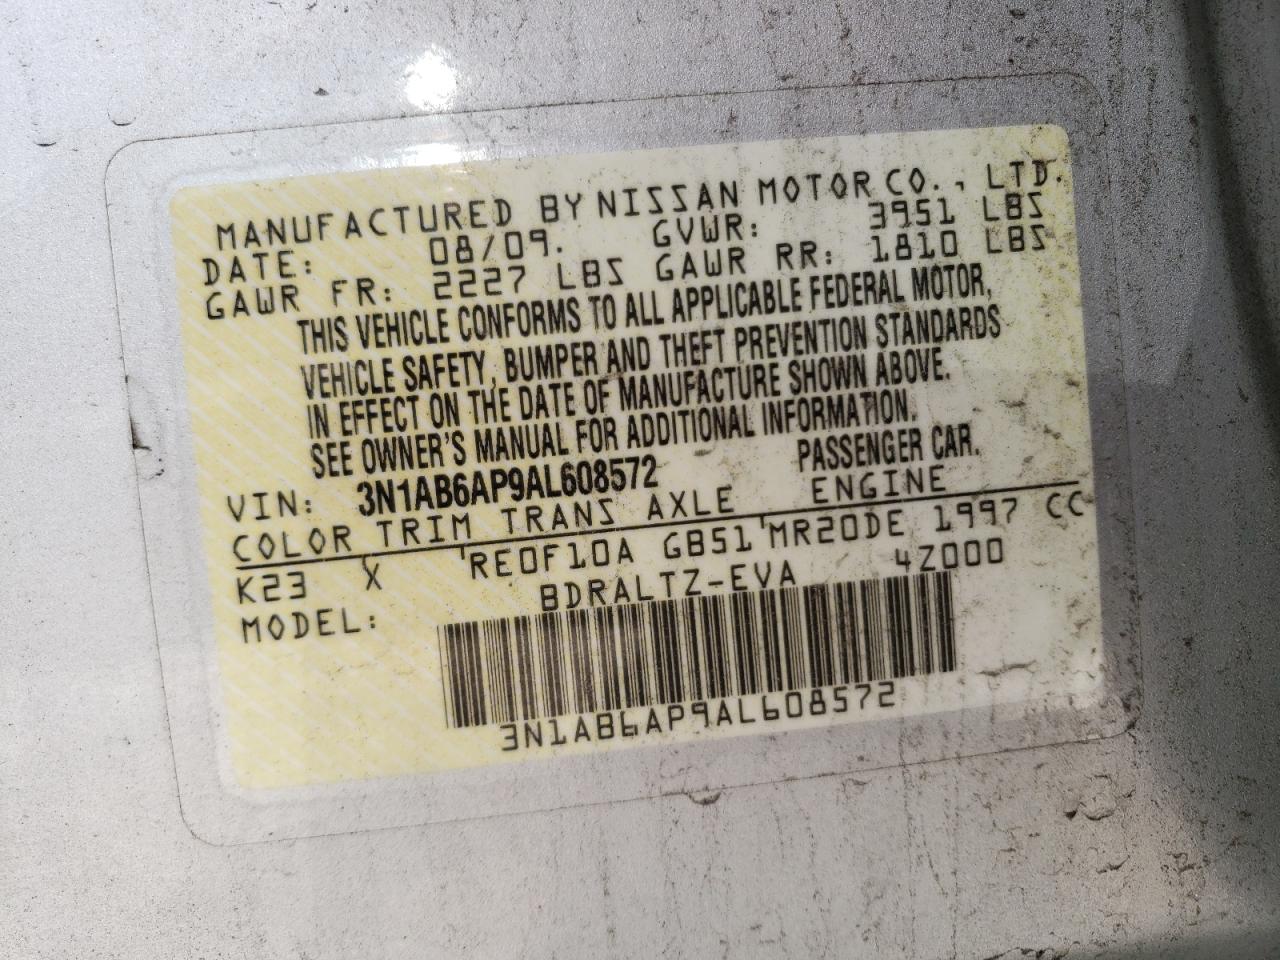 MANUFACTURED BY NISSAN MOTOR CO., LTD.
DATE: 08/09. GVWR: 3951 LBS
GAWR FR: 2227 LBS GAWR RR: 1810 LBS
THIS VEHICLE CONFORMS TO ALL APPLICABLE FEDERAL MOTOR,
VEHICLE SAFETY, BUMPER AND THEFT PREVENTION STANDARDS
IN EFFECT ON THE DATE OF MANUFACTURE SHOWN ABOVE.
SEE OWNER'S MANUAL FOR ADDITIONAL INFORMATION.
VIN: 3N1AB6AP9AL608572 PASSENGER CAR.
COLOR TRIM TRANS AXLE ENGINE
K23 X RE0F10A GB51 MR20DE 1997 CC
MODEL: BDRALTZ-EVA 4Z000
3N1AB6AP9AL608572